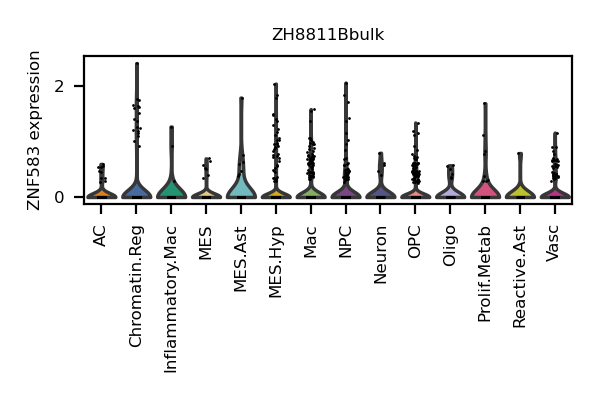 ZH8811Bbulk
ZNF583 expression
2
0
AC
Chromatin.Reg
Inflammatory.Mac
MES
MES.Ast
MES.Hyp
Mac
NPC
Neuron
OPC
Oligo
Prolif.Metab
Reactive.Ast
Vasc